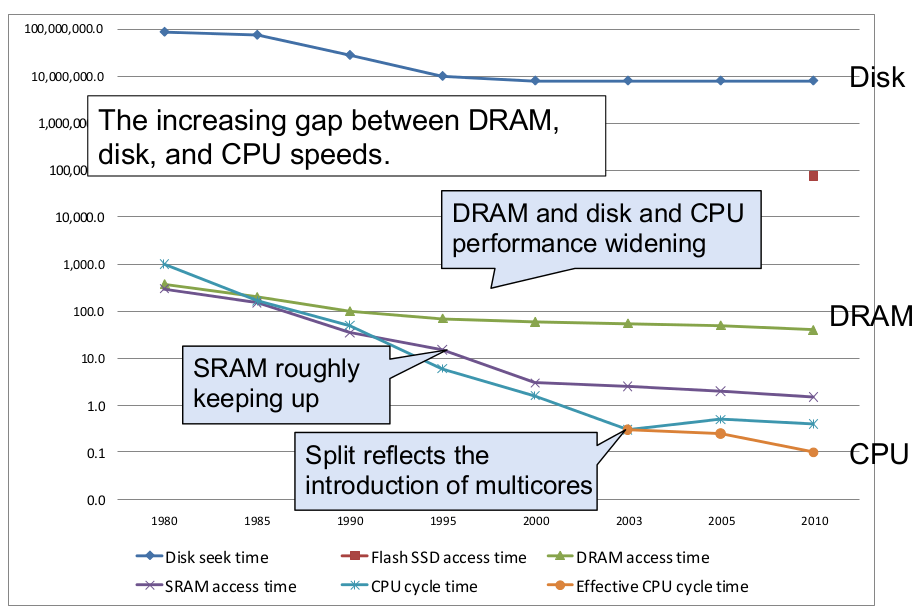 100,000,000.0
10,000,000.0
Disk
The increasing gap between DRAM,
disk, and CPU speeds.
1,000,00
100,00
DRAM and disk and CPU
performance widening
10,000.0
1,000.0
100.0
DRAM
SRAM roughly
keeping up
10.0
1.0
Split reflects the
introduction of multicores
0.1
CPU
0.0
1980 1985 1990 1995 2000 2003 2005 2010
Disk seek time Flash SSD access time DRAM access time
SRAM access time CPU cycle time Effective CPU cycle time